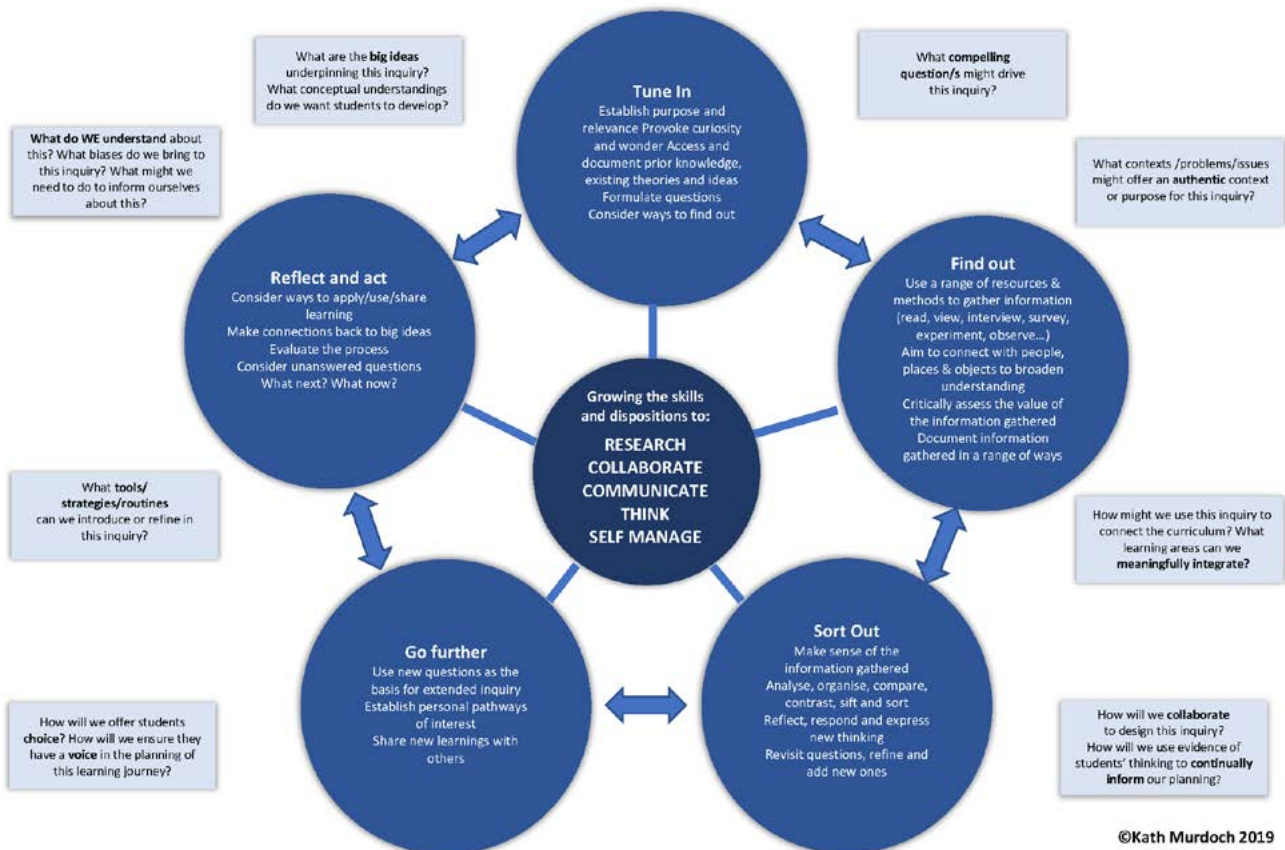 What are the big ideas
underpinning this inquiry?
What conceptual understandings
do we want students to develop?
What compelling
question/s might drive
this inquiry?
Tune In
Establish purpose and
relevance Provoke curiosity
and wonder Access and
document prior knowledge,
existing theories and ideas
Formulate questions
Consider ways to find out
What do WE understand about
this? What biases do we bring to
this inquiry? What might we
need to do to inform ourselves
about this?
What contexts /problems/issues
might offer an authentic context
or purpose for this inquiry?
Reflect and act
Consider ways to apply/use/share
learning
Make connections back to big ideas
Evaluate the process
Consider unanswered questions
What next? What now?
Find out
Use a range of resources &
methods to gather information
(read, view, interview, survey,
experiment, observe...)
Aim to connect with people,
places & objects to broaden
understanding
Critically assess the value of
the information gathered
Document information
gathered in a range of ways
Growing the skills
and dispositions to:
RESEARCH
COLLABORATE
COMMUNICATE
THINK
SELF MANAGE
What tools/
strategies/routines
can we introduce or refine in
this inquiry?
How might we use this inquiry to
connect the curriculum? What
learning areas can we
meaningfully integrate?
Go further
Use new questions as the
basis for extended inquiry
Establish personal pathways
of interest
Share new learnings with
others
Sort Out
Make sense of the
information gathered
Analyse, organise, compare,
contrast, sift and sort
Reflect, respond and express
new thinking
Revisit questions, refine and
add new ones
How will we offer students
choice? How will we ensure they
have a voice in the planning of
this learning journey?
How will we collaborate
to design this inquiry?
How will we use evidence of
students' thinking to continually
inform our planning?
©Kath Murdoch 2019